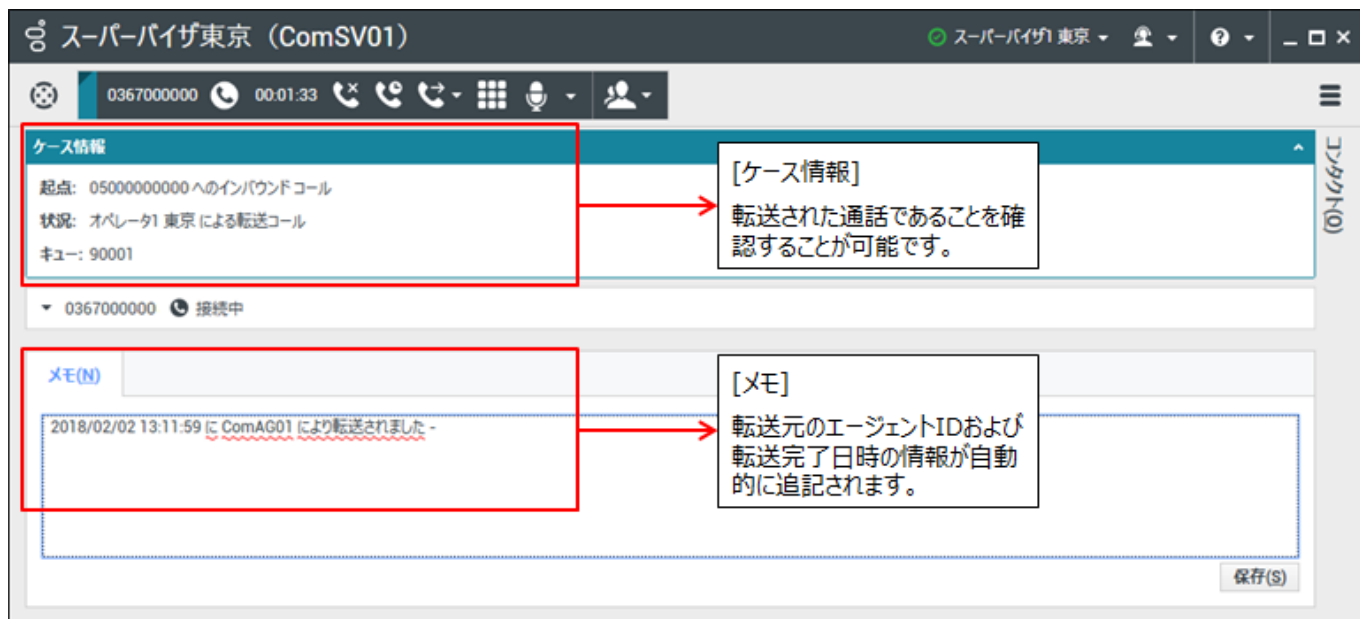 スーパーバイザ東京（ComSV01）
スーパーバイザ1 東京
0367000000 00:01:33
ケース情報
起点: 05000000000 へのインバウンド コール
状況: オペレータ1 東京 による転送コール
キュー: 90001
[ケース情報]
転送された通話であることを確
認することが可能です。
コンタクト(O)
0367000000 接続中
メモ(N)
2018/02/02 13:11:59 に ComAG01 により転送されました -
[メモ]
転送元のエージェントIDおよび
転送完了日時の情報が自動
的に追記されます。
保存(S)